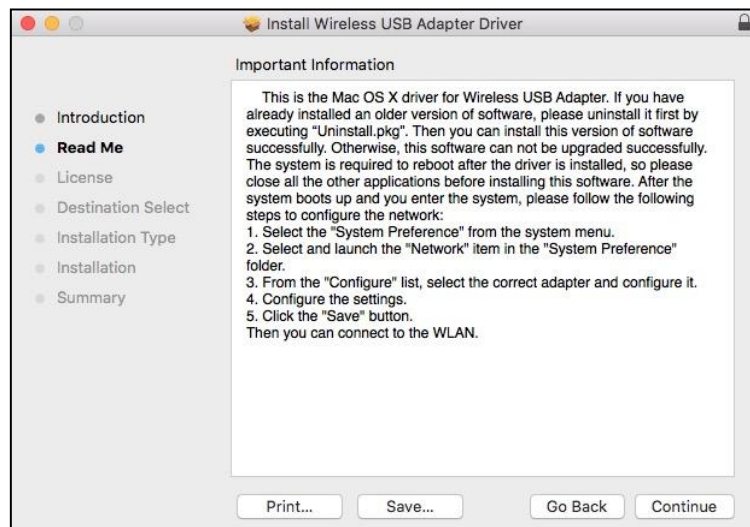 Install Wireless USB Adapter Driver
Important Information
Introduction
Read Me
License
Destination Select
Installation Type
Installation
Summary
This is the Mac OS X driver for Wireless USB Adapter. If you have
already installed an older version of software, please uninstall it first by
executing “Uninstall.pkg”. Then you can install this version of software
successfully. Otherwise, this software can not be upgraded successfully.
The system is required to reboot after the driver is installed, so please
close all the other applications before installing this software. After the
system boots up and you enter the system, please follow the following
steps to configure the network:
1. Select the "System Preference" from the system menu.
2. Select and launch the "Network" item in the "System Preference"
folder.
3. From the "Configure" list, select the correct adapter and configure it.
4. Configure the settings.
5. Click the "Save" button.
Then you can connect to the WLAN.
Print... Save... Go Back Continue